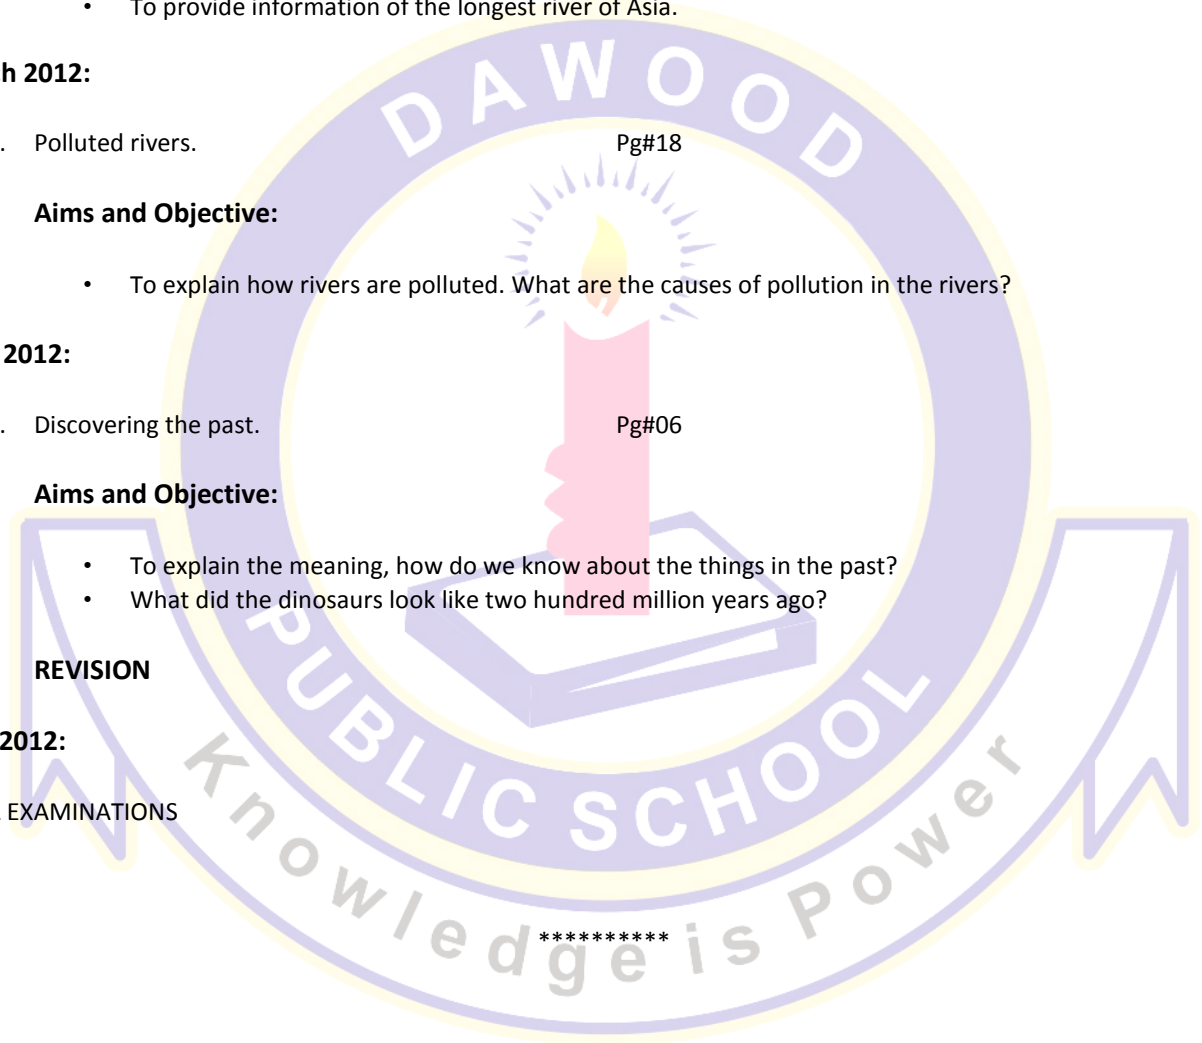 • To provide information of the longest river of Asia.
h 2012:
. Polluted rivers. Pg#18
Aims and Objective:
• To explain how rivers are polluted. What are the causes of pollution in the rivers?
2012:
. Discovering the past. Pg#06
Aims and Objective:
• To explain the meaning, how do we know about the things in the past?
• What did the dinosaurs look like two hundred million years ago?
REVISION
2012:
EXAMINATIONS
**********
DAWOOD
PUBLIC SCHOOL
Knowledge is Power